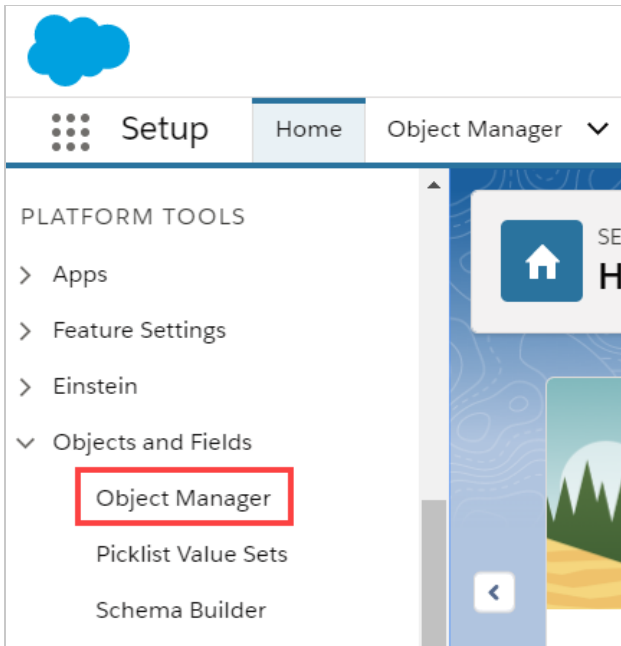 Setup Home Object Manager
PLATFORM TOOLS
SE
H
Apps
Feature Settings
Einstein
Objects and Fields
Object Manager
Picklist Value Sets
Schema Builder